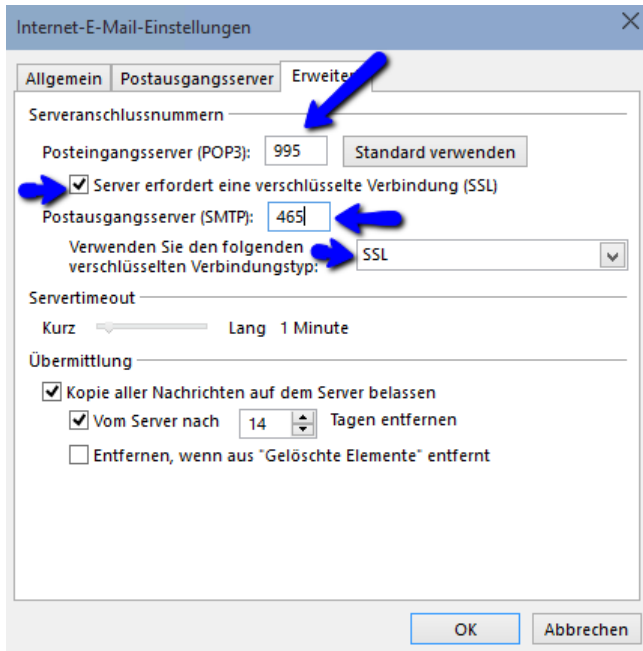 Internet-E-Mail-Einstellungen
Allgemein Postausgangsserver Erweite
Serveranschlussnummern
Posteingangsserver (POP3): 995 Standard verwenden
Server erfordert eine verschlüsselte Verbindung (SSL)
Postausgangsserver (SMTP): 465
Verwenden Sie den folgenden
verschlüsselten Verbindungstyp: SSL
Servertimeout
Kurz Lang 1 Minute
Übermittlung
Kopie aller Nachrichten auf dem Server belassen
Vom Server nach 14 Tagen entfernen
Entfernen, wenn aus "Gelöschte Elemente" entfernt
OK Abbrechen